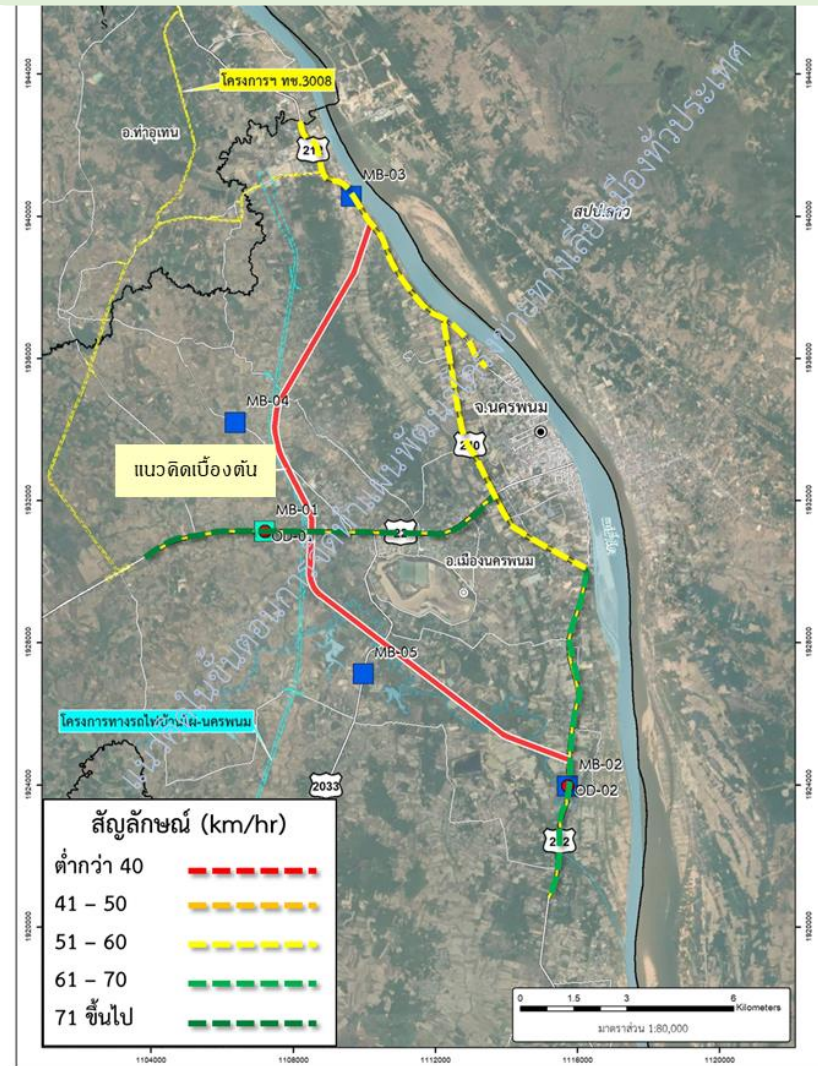 S
โครงการฯ ทช.3008
อ.ท่าอุเทน
MB-03
สปป.ลาว
MB-04
จ.นครพนม
240
แนวคิดเบื้องต้น
MB-01
OD-01
22
อ.เมืองนครพนม
MB-05
โครงการทางรถไฟบ้านไผ่-นครพนม
MB-02
OD-02
2033
สัญลักษณ์ (km/hr)
ต่ำกว่า 40
41 – 50
51 – 60
61 – 70
71 ขึ้นไป
0 1.5 3 6
Kilometers
มาตราส่วน 1:80,000
1944000
1940000
1936000
1932000
1928000
1924000
1920000
1944000
1940000
1936000
1932000
1928000
1924000
1920000
1104000 1108000 1112000 1116000 1120000